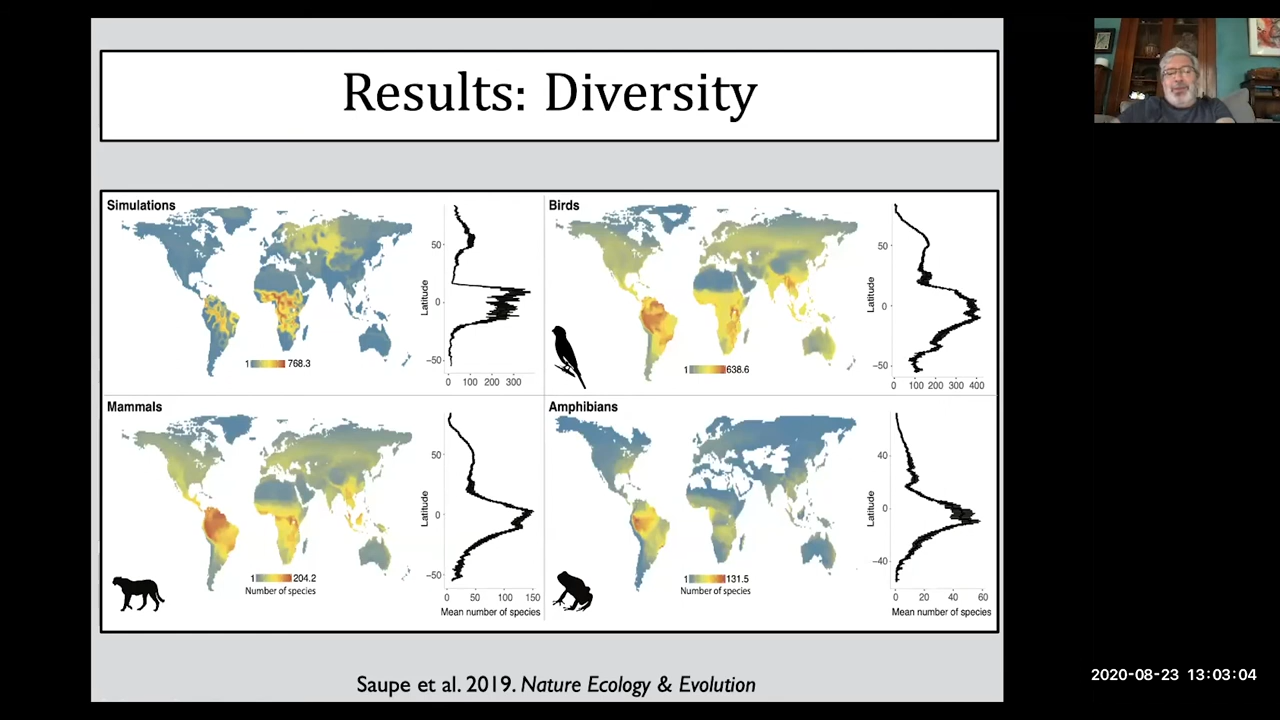 Results: Diversity
Simulations
Latitude
50
0
−50
1 768.3
0 100 200 300
Birds
Latitude
50
0
−50
1 638.6
0 100 200 300 400
Mammals
Latitude
50
0
−50
1 204.2
Number of species
0 50 100 150
Mean number of species
Amphibians
Latitude
40
0
−40
1 131.5
Number of species
0 20 40 60
Mean number of species
Saupe et al. 2019. Nature Ecology & Evolution
2020-08-23 13:03:04